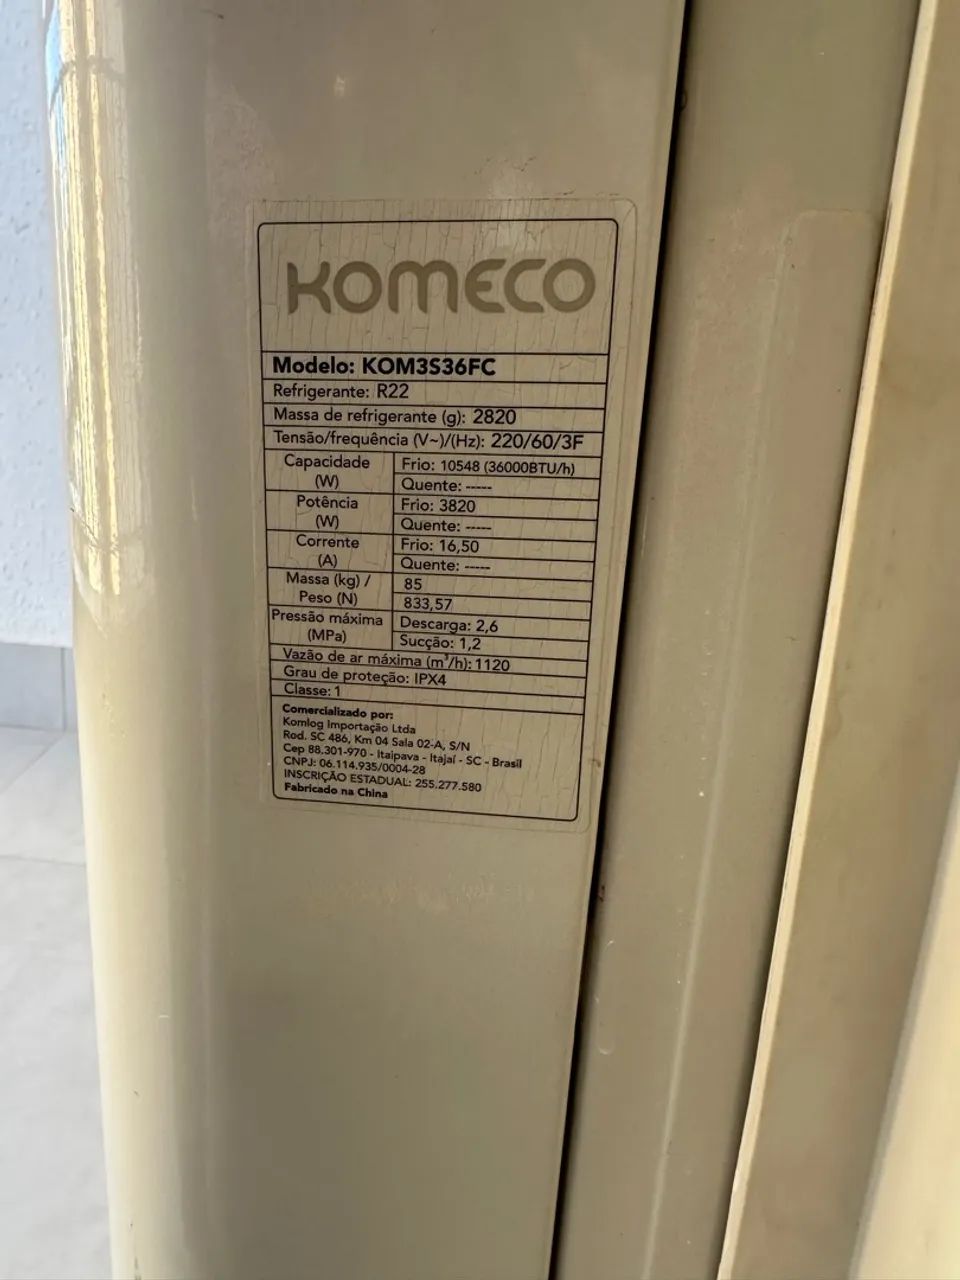 KOMECO
Modelo: KOM3S36FC
Refrigerante: R22
Massa de refrigerante (g): 2820
Tensão/frequência (V~)/(Hz): 220/60/3F
Capacidade (W)
Frio: 10548 (36000BTU/h)
Quente: -----
Potência (W)
Frio: 3820
Quente: -----
Corrente (A)
Frio: 16,50
Quente: -----
Massa (kg) / Peso (N)
85
833,57
Pressão máxima (MPa)
Descarga: 2,6
Sucção: 1,2
Vazão de ar máxima (m³/h): 1120
Grau de proteção: IPX4
Classe: 1
Comercializado por:
Komlog Importação Ltda
Rod. SC 486, Km 04 Sala 02-A, S/N
Cep 88.301-970 - Itaipava - Itajaí - SC - Brasil
CNPJ: 06.114.935/0004-28
INSCRIÇÃO ESTADUAL: 255.277.580
Fabricado na China